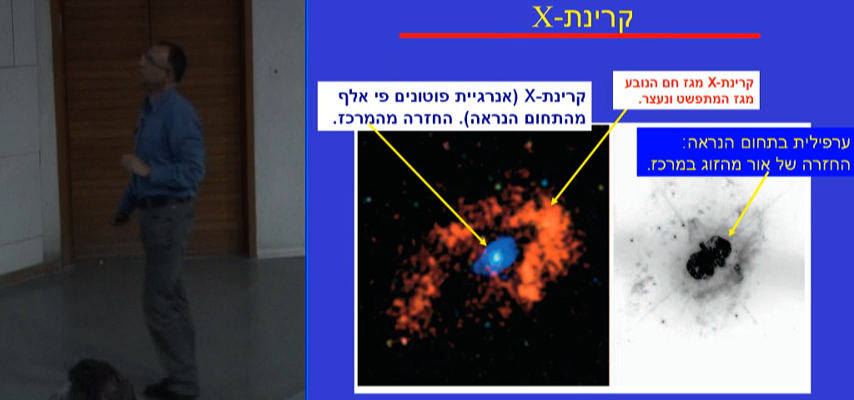 קרינת-X
קרינת-X (אנרגיית פוטונים פי אלף
מהתחום הנראה). החזרה מהמרכז.
קרינת-X מגז חם הנובע
מגז המתפשט ונעצר.
ערפילית בתחום הנראה:
החזרה של אור מהזוג במרכז.